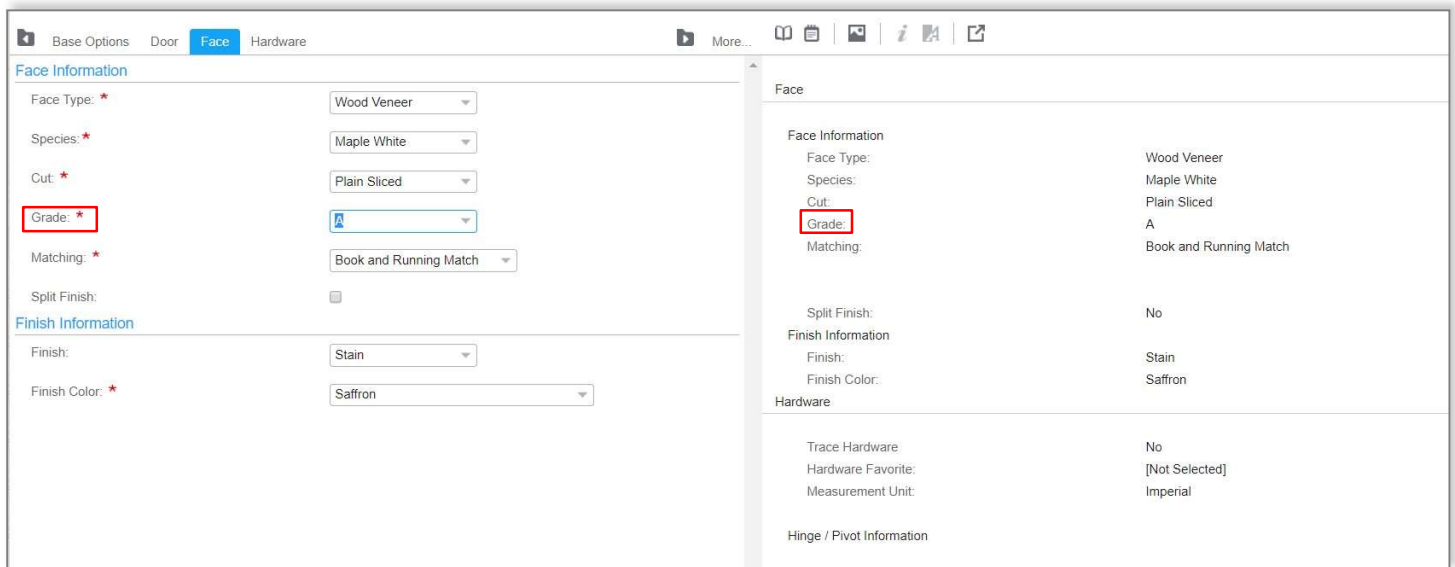 Base Options Door Face Hardware More...
Face Information
Face Type: * Wood Veneer
Species: * Maple White
Cut: * Plain Sliced
Grade: * A
Matching: * Book and Running Match
Split Finish:
Finish Information
Finish: Stain
Finish Color: * Saffron
Face
Face Information
Face Type: Wood Veneer
Species: Maple White
Cut: Plain Sliced
Grade: A
Matching: Book and Running Match
Split Finish: No
Finish Information
Finish: Stain
Finish Color: Saffron
Hardware
Trace Hardware No
Hardware Favorite: [Not Selected]
Measurement Unit: Imperial
Hinge / Pivot Information